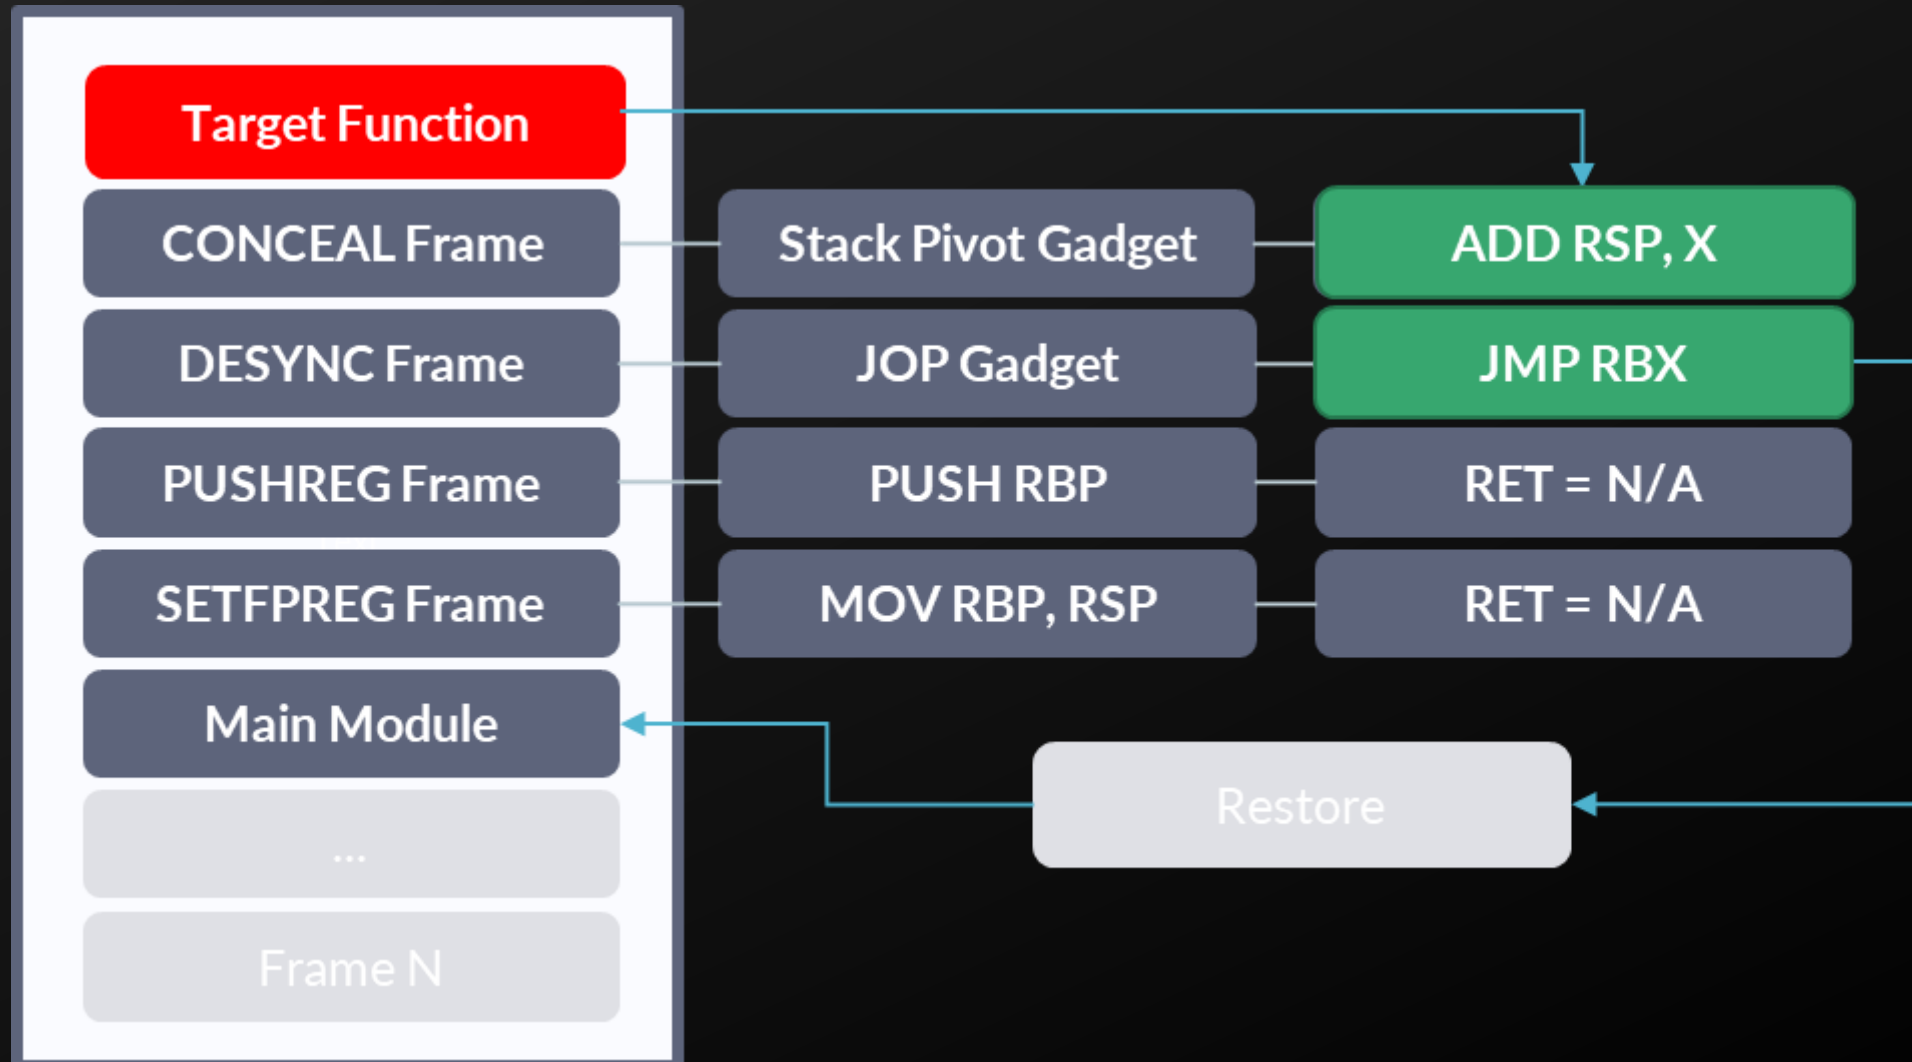 Target Function
CONCEAL Frame
Stack Pivot Gadget
ADD RSP, X
DESYNC Frame
JOP Gadget
JMP RBX
PUSHREG Frame
PUSH RBP
RET = N/A
SETFPREG Frame
MOV RBP, RSP
RET = N/A
Main Module
Restore
...
Frame N